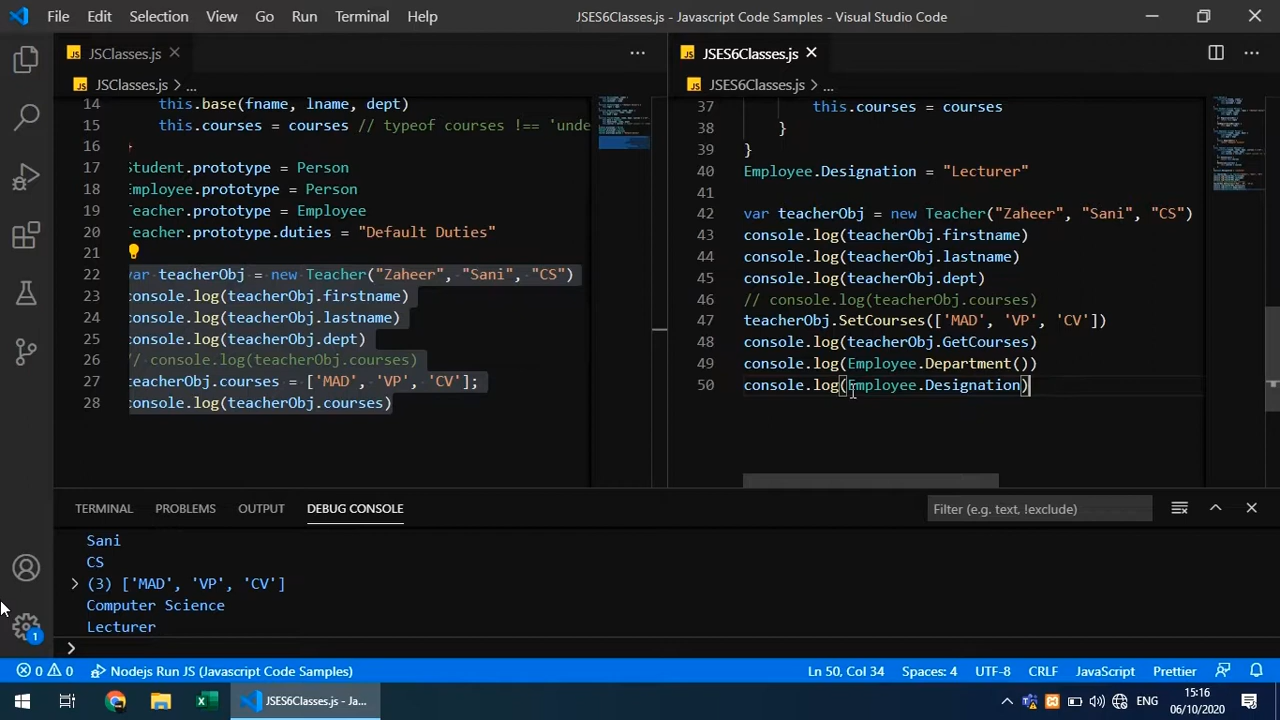 File Edit Selection View Go Run Terminal Help JSES6Classes.js - Javascript Code Samples - Visual Studio Code
JS JSClasses.js
JS JSClasses.js > ...
14 this.base(fname, lname, dept)
15 this.courses = courses // typeof courses !== 'unde
16
17 Student.prototype = Person
18 Employee.prototype = Person
19 Teacher.prototype = Employee
20 Teacher.prototype.duties = "Default Duties"
21
22 var teacherObj = new Teacher("Zaheer", "Sani", "CS")
23 console.log(teacherObj.firstname)
24 console.log(teacherObj.lastname)
25 console.log(teacherObj.dept)
26 // console.log(teacherObj.courses)
27 teacherObj.courses = ['MAD', 'VP', 'CV'];
28 console.log(teacherObj.courses)
JS JSES6Classes.js
JS JSES6Classes.js > ...
37 this.courses = courses
38 }
39 }
40 Employee.Designation = "Lecturer"
41
42 var teacherObj = new Teacher("Zaheer", "Sani", "CS")
43 console.log(teacherObj.firstname)
44 console.log(teacherObj.lastname)
45 console.log(teacherObj.dept)
46 // console.log(teacherObj.courses)
47 teacherObj.SetCourses(['MAD', 'VP', 'CV'])
48 console.log(teacherObj.GetCourses)
49 console.log(Employee.Department())
50 console.log(Employee.Designation)
TERMINAL PROBLEMS OUTPUT DEBUG CONSOLE Filter (e.g. text, !exclude)
Sani
CS
> (3) ['MAD', 'VP', 'CV']
Computer Science
Lecturer
>
1
0 0 Nodejs Run JS (Javascript Code Samples) Ln 50, Col 34 Spaces: 4 UTF-8 CRLF JavaScript Prettier
JSES6Classes.js - Ja... ENG 15:16
06/10/2020